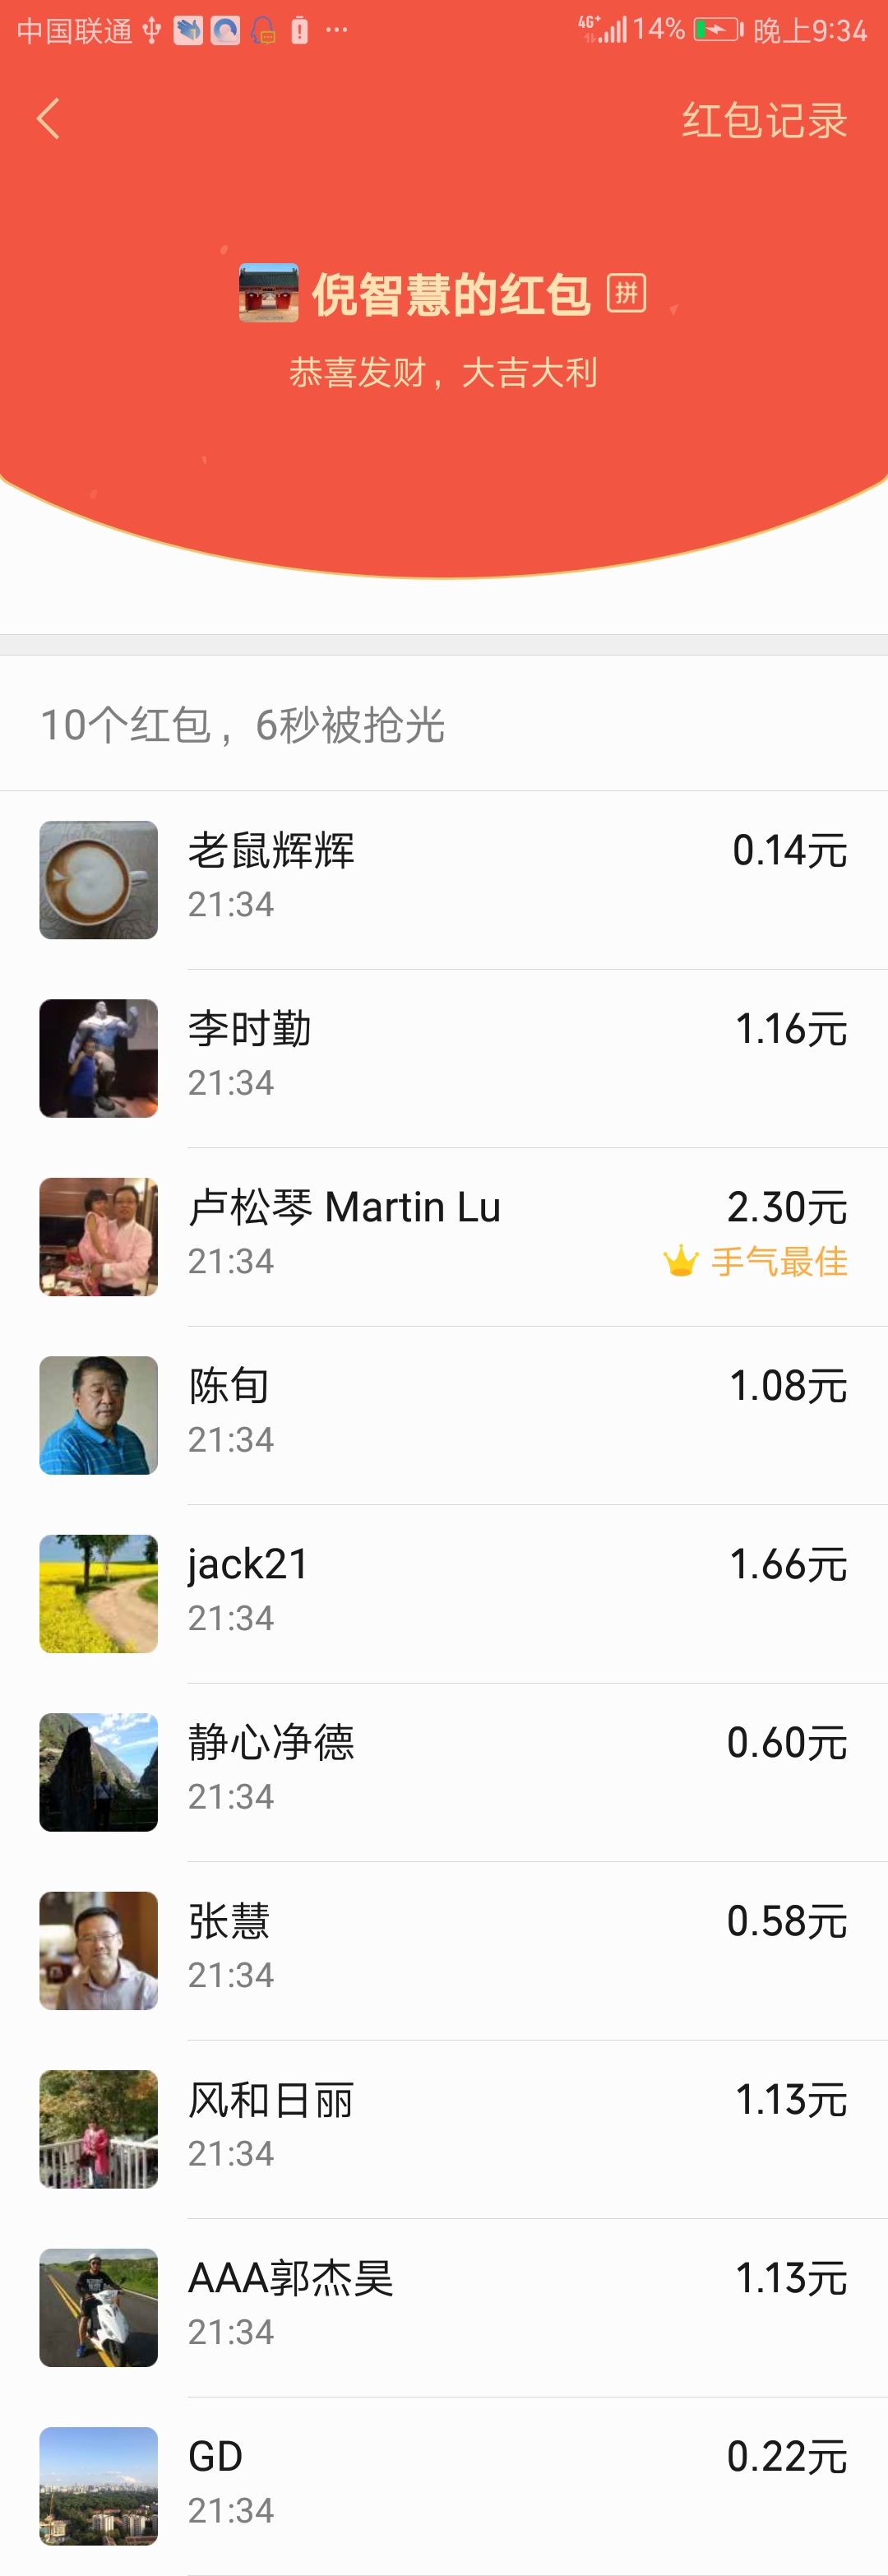 中国联通 4G+ 14% 晚上9:34
红包记录
倪智慧的红包 拼
恭喜发财，大吉大利
10个红包，6秒被抢光
老鼠辉辉 0.14元
21:34
李时勤 1.16元
21:34
卢松琴 Martin Lu 2.30元
21:34 手气最佳
陈旬 1.08元
21:34
jack21 1.66元
21:34
静心净德 0.60元
21:34
张慧 0.58元
21:34
风和日丽 1.13元
21:34
AAA郭杰昊 1.13元
21:34
GD 0.22元
21:34